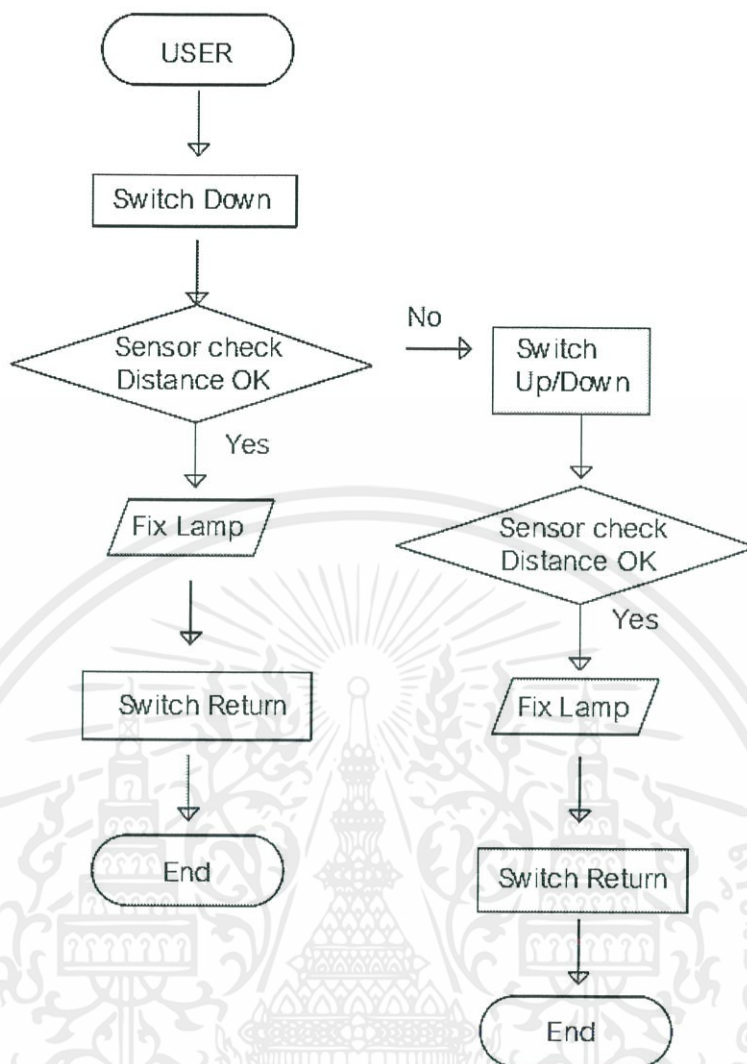 USER
Switch Down
Sensor check
Distance OK
No
Switch
Up/Down
Yes
Fix Lamp
Switch Return
End
Sensor check
Distance OK
Yes
Fix Lamp
Switch Return
End